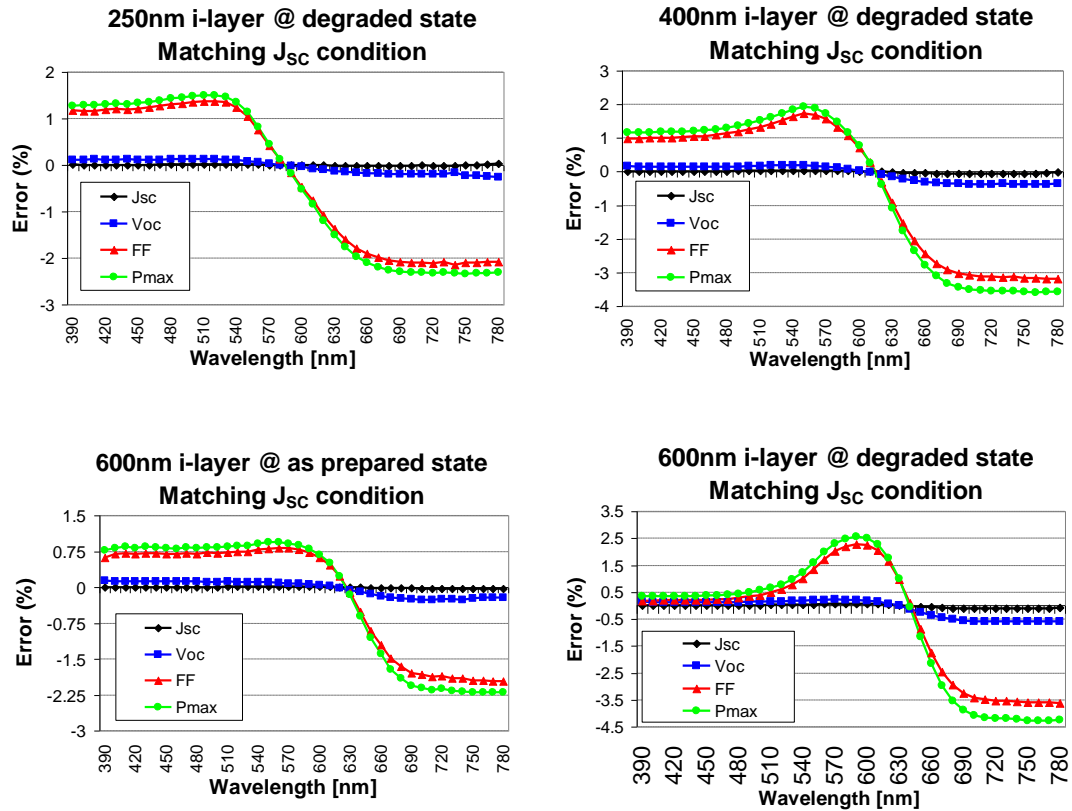 250nm i-layer @ degraded state
Matching JSC condition
Error (%)
2
1
0
-1
-2
-3
Jsc
Voc
FF
Pmax
390
420
450
480
510
540
570
600
630
660
690
720
750
780
Wavelength [nm]
400nm i-layer @ degraded state
Matching JSC condition
Error (%)
3
2
1
0
-1
-2
-3
-4
Jsc
Voc
FF
Pmax
390
420
450
480
510
540
570
600
630
660
690
720
750
780
Wavelength [nm]
600nm i-layer @ as prepared state
Matching JSC condition
Error (%)
1.5
0.75
0
-0.75
-1.5
-2.25
-3
Jsc
Voc
FF
Pmax
390
420
450
480
510
540
570
600
630
660
690
720
750
780
Wavelength [nm]
600nm i-layer @ degraded state
Matching JSC condition
Error (%)
3.5
2.5
1.5
0.5
-0.5
-1.5
-2.5
-3.5
-4.5
Jsc
Voc
FF
Pmax
390
420
450
480
510
540
570
600
630
660
690
720
750
780
Wavelength [nm]